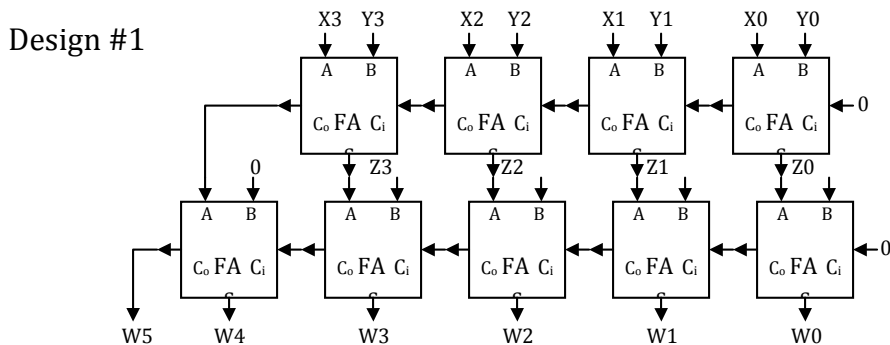 Design #1
X3 Y3 X2 Y2 X1 Y1 X0 Y0
A B A B A B A B
Co FA Ci Co FA Ci Co FA Ci Co FA Ci 0
S S S S
0 Z3 Z2 Z1 Z0
A B A B A B A B A B
Co FA Ci Co FA Ci Co FA Ci Co FA Ci Co FA Ci 0
S S S S S
W5 W4 W3 W2 W1 W0